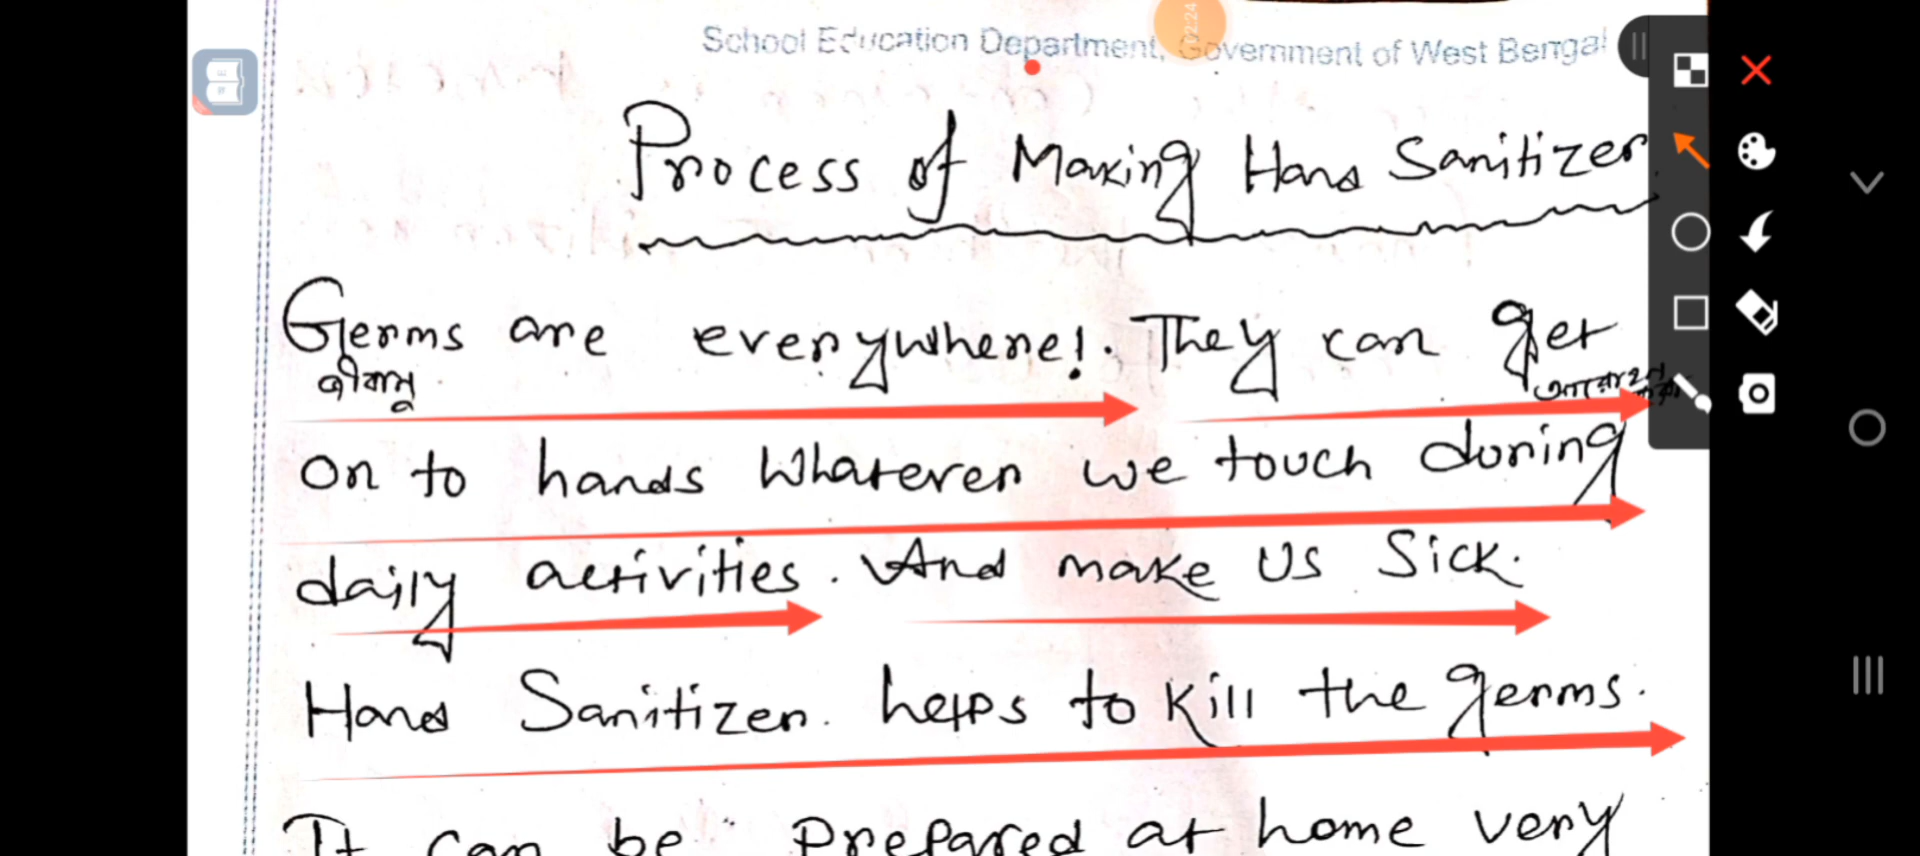 02:24
School Education Department, Government of West Bengal
Process of Making Hand Sanitizer
Germs are everywhere!. They can get
জীবাণু
on to hands whatever we touch during
daily activities. And make us sick.
Hand Sanitizer. helps to kill the germs.
It can be prepared at home very